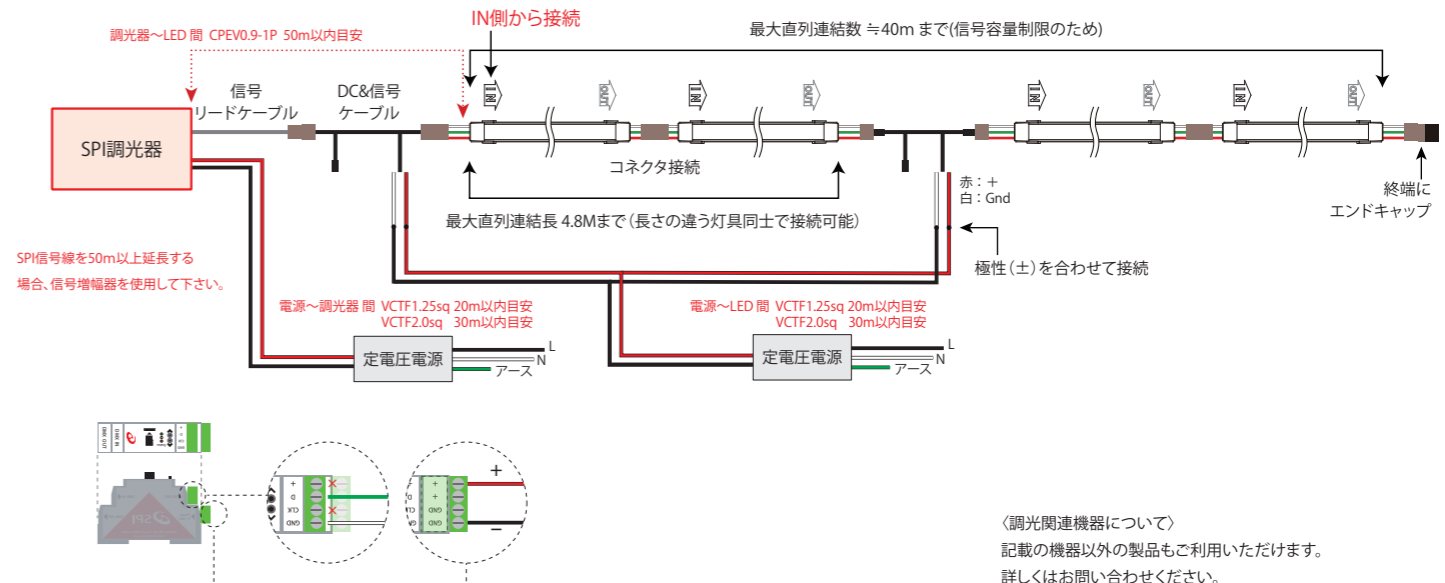 IN側から接続
調光器～LED 間 CPEV0.9-1P 50m以内目安
最大直列連結数 ≒40m まで(信号容量制限のため)
信号
リードケーブル
DC&信号
ケーブル
IN
OUT
IN
OUT
IN
OUT
IN
OUT
SPI調光器
コネクタ接続
赤：＋
白：Gnd
終端に
エンドキャップ
最大直列連結長 4.8Mまで（長さの違う灯具同士で接続可能）
極性（±）を合わせて接続
SPI信号線を50m以上延長する
場合、信号増幅器を使用して下さい。
電源～調光器 間 VCTF1.25sq 20m以内目安
VCTF2.0sq 30m以内目安
電源～LED 間 VCTF1.25sq 20m以内目安
VCTF2.0sq 30m以内目安
定電圧電源
L
N
アース
定電圧電源
L
N
アース
DMX OUT
DMX IN
SPI
+
D
CLK
GND
+
+
GND
GND
+
−
〈調光関連機器について〉
記載の機器以外の製品もご利用いただけます。
詳しくはお問い合わせください。